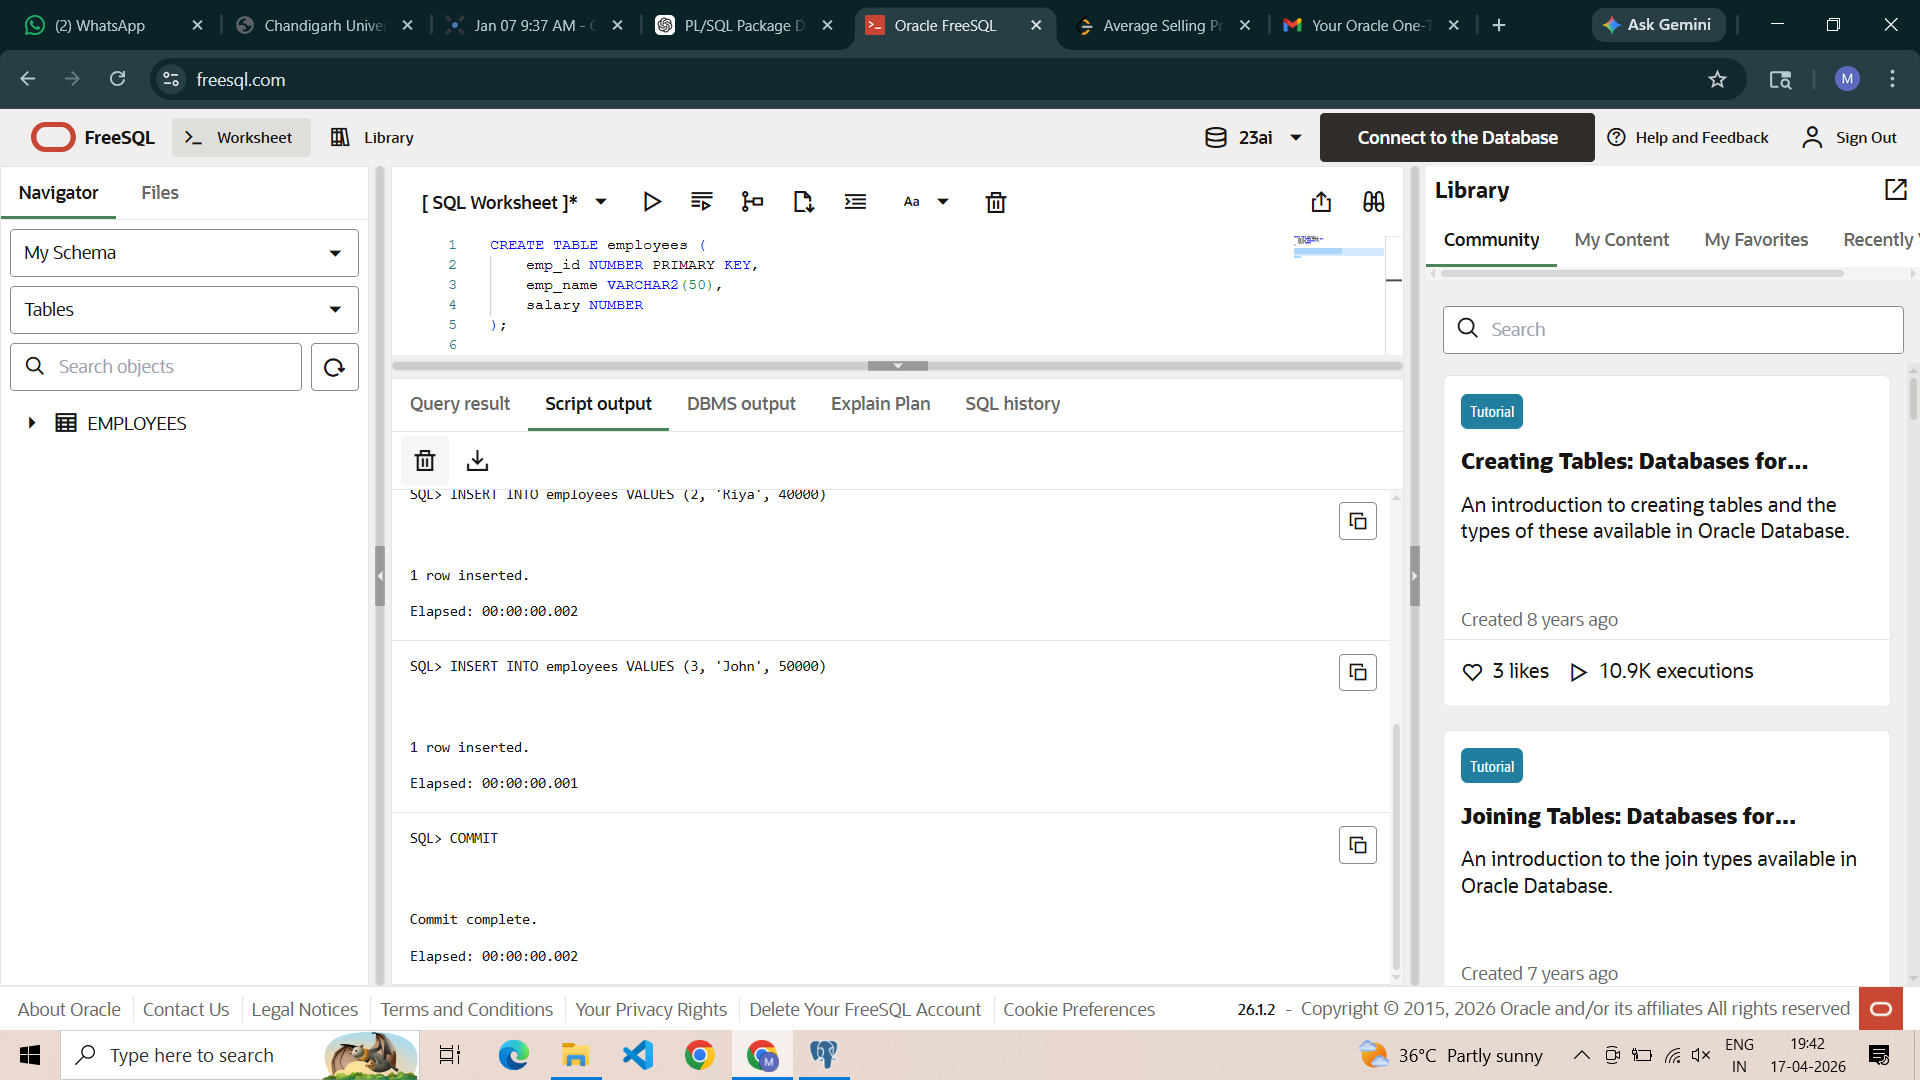 (2) WhatsApp
Chandigarh Univer
Jan 07 9:37 AM - C
PL/SQL Package D
Oracle FreeSQL
Average Selling Pr
Your Oracle One-T
Ask Gemini
freesql.com
M
FreeSQL
Worksheet
Library
23ai
Connect to the Database
Help and Feedback
Sign Out
Navigator
Files
My Schema
Tables
Search objects
EMPLOYEES
[ SQL Worksheet ]*
Aa
1 CREATE TABLE employees (
2 emp_id NUMBER PRIMARY KEY,
3 emp_name VARCHAR2(50),
4 salary NUMBER
5 );
6
Query result
Script output
DBMS output
Explain Plan
SQL history
SQL> INSERT INTO employees VALUES (2, 'Riya', 40000)
1 row inserted.
Elapsed: 00:00:00.002
SQL> INSERT INTO employees VALUES (3, 'John', 50000)
1 row inserted.
Elapsed: 00:00:00.001
SQL> COMMIT
Commit complete.
Elapsed: 00:00:00.002
Library
Community
My Content
My Favorites
Recently
Search
Tutorial
Creating Tables: Databases for...
An introduction to creating tables and the
types of these available in Oracle Database.
Created 8 years ago
3 likes
10.9K executions
Tutorial
Joining Tables: Databases for...
An introduction to the join types available in
Oracle Database.
Created 7 years ago
About Oracle
Contact Us
Legal Notices
Terms and Conditions
Your Privacy Rights
Delete Your FreeSQL Account
Cookie Preferences
26.1.2 - Copyright © 2015, 2026 Oracle and/or its affiliates All rights reserved
Type here to search
M
36°C Partly sunny
ENG
IN
19:42
17-04-2026